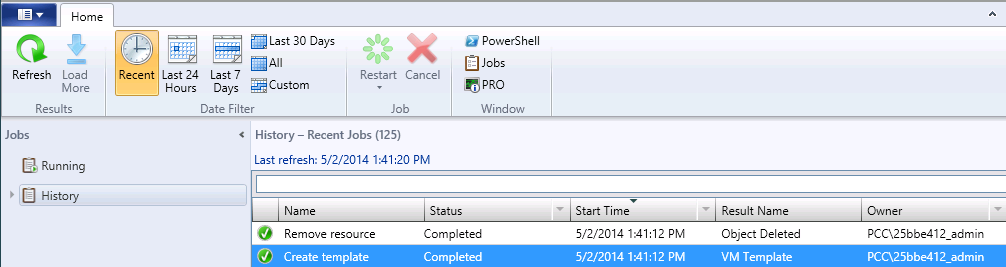 Home
Refresh
Load More
Recent
Last 24 Hours
Last 7 Days
Last 30 Days
All
Custom
Restart
Cancel
PowerShell
Jobs
PRO
Results
Date Filter
Job
Window
Jobs
Running
History
History – Recent Jobs (125)
Last refresh: 5/2/2014 1:41:20 PM
Name Status Start Time Result Name Owner
Remove resource Completed 5/2/2014 1:41:12 PM Object Deleted PCC\25bbe412_admin
Create template Completed 5/2/2014 1:41:12 PM VM Template PCC\25bbe412_admin